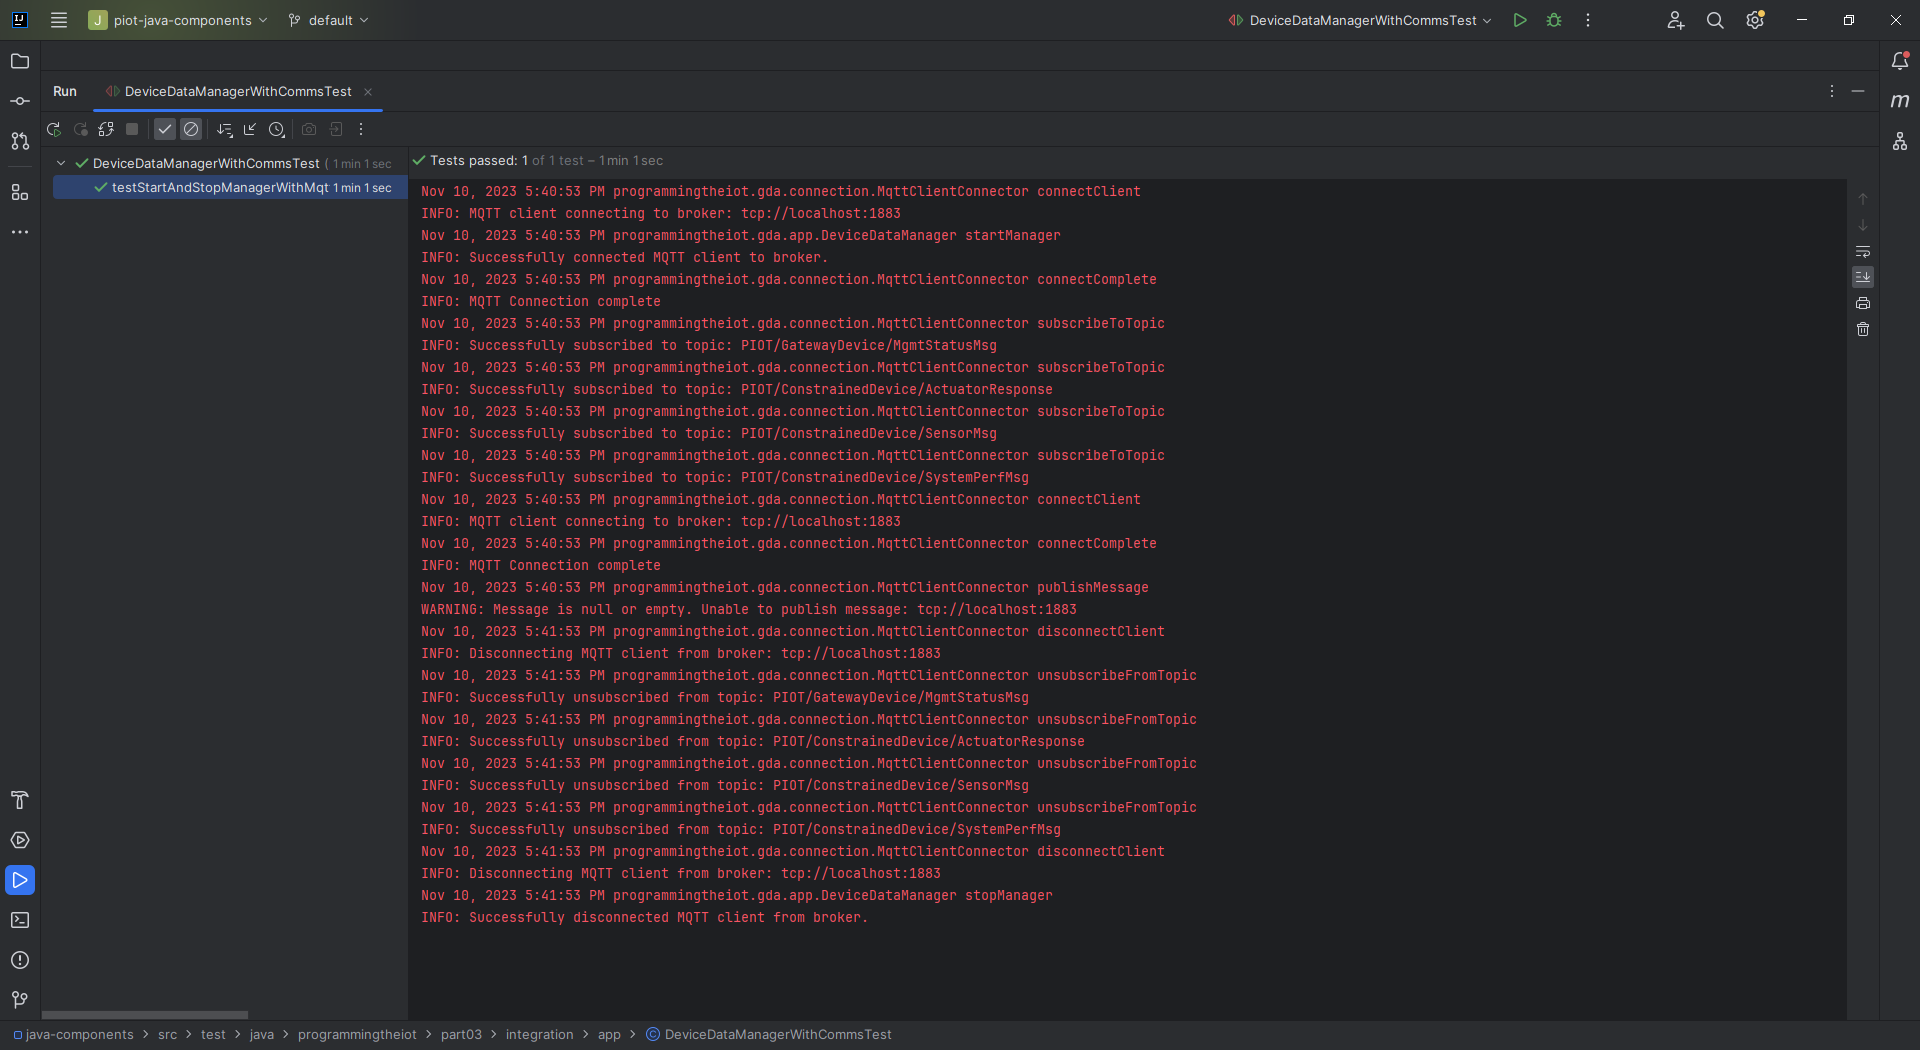 J piot-java-components default DeviceDataManagerWithCommsTest
Run DeviceDataManagerWithCommsTest
DeviceDataManagerWithCommsTest ( 1 min 1 sec
testStartAndStopManagerWithMqt 1 min 1 sec
Tests passed: 1 of 1 test – 1 min 1 sec
Nov 10, 2023 5:40:53 PM programmingtheiot.gda.connection.MqttClientConnector connectClient
INFO: MQTT client connecting to broker: tcp://localhost:1883
Nov 10, 2023 5:40:53 PM programmingtheiot.gda.app.DeviceDataManager startManager
INFO: Successfully connected MQTT client to broker.
Nov 10, 2023 5:40:53 PM programmingtheiot.gda.connection.MqttClientConnector connectComplete
INFO: MQTT Connection complete
Nov 10, 2023 5:40:53 PM programmingtheiot.gda.connection.MqttClientConnector subscribeToTopic
INFO: Successfully subscribed to topic: PIOT/GatewayDevice/MgmtStatusMsg
Nov 10, 2023 5:40:53 PM programmingtheiot.gda.connection.MqttClientConnector subscribeToTopic
INFO: Successfully subscribed to topic: PIOT/ConstrainedDevice/ActuatorResponse
Nov 10, 2023 5:40:53 PM programmingtheiot.gda.connection.MqttClientConnector subscribeToTopic
INFO: Successfully subscribed to topic: PIOT/ConstrainedDevice/SensorMsg
Nov 10, 2023 5:40:53 PM programmingtheiot.gda.connection.MqttClientConnector subscribeToTopic
INFO: Successfully subscribed to topic: PIOT/ConstrainedDevice/SystemPerfMsg
Nov 10, 2023 5:40:53 PM programmingtheiot.gda.connection.MqttClientConnector connectClient
INFO: MQTT client connecting to broker: tcp://localhost:1883
Nov 10, 2023 5:40:53 PM programmingtheiot.gda.connection.MqttClientConnector connectComplete
INFO: MQTT Connection complete
Nov 10, 2023 5:40:53 PM programmingtheiot.gda.connection.MqttClientConnector publishMessage
WARNING: Message is null or empty. Unable to publish message: tcp://localhost:1883
Nov 10, 2023 5:41:53 PM programmingtheiot.gda.connection.MqttClientConnector disconnectClient
INFO: Disconnecting MQTT client from broker: tcp://localhost:1883
Nov 10, 2023 5:41:53 PM programmingtheiot.gda.connection.MqttClientConnector unsubscribeFromTopic
INFO: Successfully unsubscribed from topic: PIOT/GatewayDevice/MgmtStatusMsg
Nov 10, 2023 5:41:53 PM programmingtheiot.gda.connection.MqttClientConnector unsubscribeFromTopic
INFO: Successfully unsubscribed from topic: PIOT/ConstrainedDevice/ActuatorResponse
Nov 10, 2023 5:41:53 PM programmingtheiot.gda.connection.MqttClientConnector unsubscribeFromTopic
INFO: Successfully unsubscribed from topic: PIOT/ConstrainedDevice/SensorMsg
Nov 10, 2023 5:41:53 PM programmingtheiot.gda.connection.MqttClientConnector unsubscribeFromTopic
INFO: Successfully unsubscribed from topic: PIOT/ConstrainedDevice/SystemPerfMsg
Nov 10, 2023 5:41:53 PM programmingtheiot.gda.connection.MqttClientConnector disconnectClient
INFO: Disconnecting MQTT client from broker: tcp://localhost:1883
Nov 10, 2023 5:41:53 PM programmingtheiot.gda.app.DeviceDataManager stopManager
INFO: Successfully disconnected MQTT client from broker.
java-components > src > test > java > programmingtheiot > part03 > integration > app > DeviceDataManagerWithCommsTest